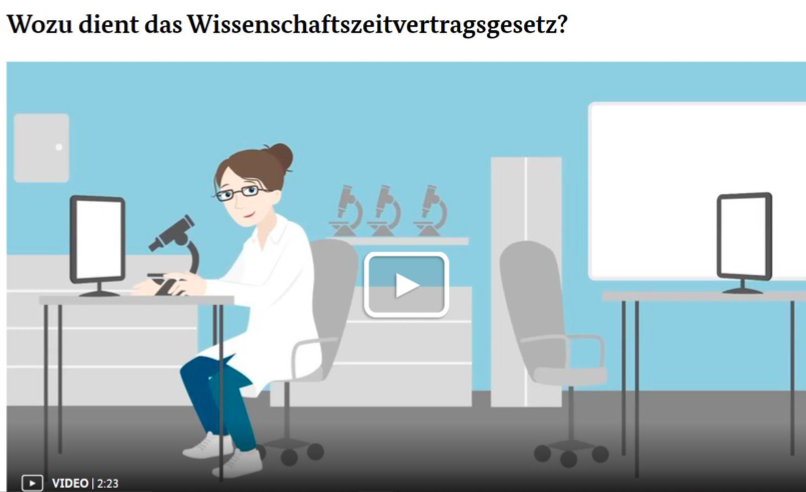 Wozu dient das Wissenschaftszeitvertragsgesetz?
VIDEO | 2:23